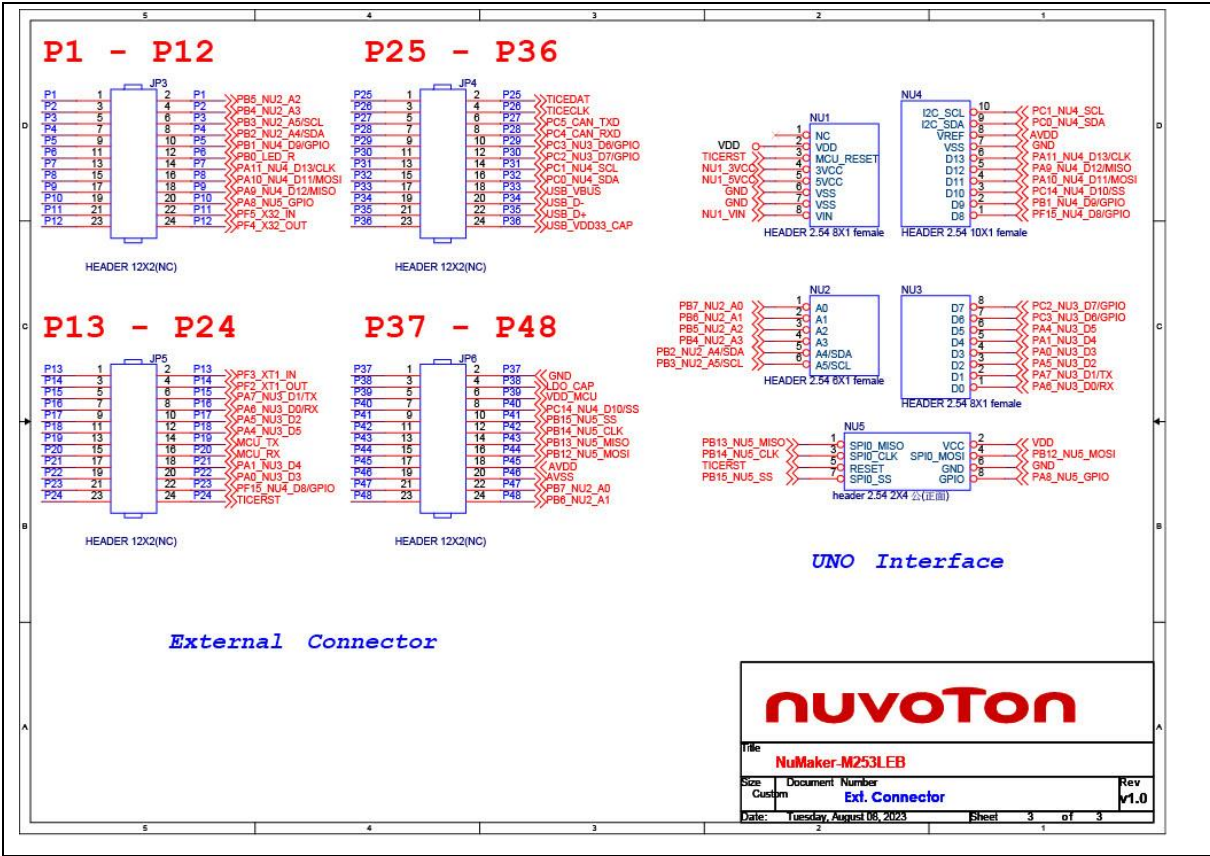 5 4 3 2 1
P1 - P12
JP3
P1 1 2 P1 PB5_NU2_A2
P2 3 4 P2 PB4_NU2_A3
P3 5 6 P3 PB3_NU2_A5/SCL
P4 7 8 P4 PB2_NU2_A4/SDA
P5 9 10 P5 PB1_NU4_D9/GPIO
P6 11 12 P6 PB0_LED_R
P7 13 14 P7 PA11_NU4_D13/CLK
P8 15 16 P8 PA10_NU4_D11/MOSI
P9 17 18 P9 PA9_NU4_D12/MISO
P10 19 20 P10 PA8_NU5_GPIO
P11 21 22 P11 PF5_X32_IN
P12 23 24 P12 PF4_X32_OUT
HEADER 12X2(NC)
P25 - P36
JP4
P25 1 2 P25 TICEDAT
P26 3 4 P26 TICECLK
P27 5 6 P27 PC5_CAN_TXD
P28 7 8 P28 PC4_CAN_RXD
P29 9 10 P29 PC3_NU3_D6/GPIO
P30 11 12 P30 PC2_NU3_D7/GPIO
P31 13 14 P31 PC1_NU4_SCL
P32 15 16 P32 PC0_NU4_SDA
P33 17 18 P33 USB_VBUS
P34 19 20 P34 USB_D-
P35 21 22 P35 USB_D+
P36 23 24 P36 USB_VDD33_CAP
HEADER 12X2(NC)
NU1
1 NC
VDD 2 VDD
TICERST 3 MCU_RESET
NU1_3VCC 4 3VCC
NU1_5VCC 5 5VCC
GND 6 VSS
GND 7 VSS
NU1_VIN 8 VIN
HEADER 2.54 8X1 female
NU4
I2C_SCL 10 PC1_NU4_SCL
I2C_SDA 9 PC0_NU4_SDA
VREF 8 AVDD
VSS 7 GND
D13 6 PA11_NU4_D13/CLK
D12 5 PA9_NU4_D12/MISO
D11 4 PA10_NU4_D11/MOSI
D10 3 PC14_NU4_D10/SS
D9 2 PB1_NU4_D9/GPIO
D8 1 PF15_NU4_D8/GPIO
HEADER 2.54 10X1 female
P13 - P24
JP5
P13 1 2 P13 PF3_XT1_IN
P14 3 4 P14 PF2_XT1_OUT
P15 5 6 P15 PA7_NU3_D1/TX
P16 7 8 P16 PA6_NU3_D0/RX
P17 9 10 P17 PA5_NU3_D2
P18 11 12 P18 PA4_NU3_D5
P19 13 14 P19 MCU_TX
P20 15 16 P20 MCU_RX
P21 17 18 P21 PA1_NU3_D4
P22 19 20 P22 PA0_NU3_D3
P23 21 22 P23 PF15_NU4_D8/GPIO
P24 23 24 P24 TICERST
HEADER 12X2(NC)
P37 - P48
JP6
P37 1 2 P37 GND
P38 3 4 P38 LDO_CAP
P39 5 6 P39 VDD_MCU
P40 7 8 P40 PC14_NU4_D10/SS
P41 9 10 P41 PB15_NU5_SS
P42 11 12 P42 PB14_NU5_CLK
P43 13 14 P43 PB13_NU5_MISO
P44 15 16 P44 PB12_NU5_MOSI
P45 17 18 P45 AVDD
P46 19 20 P46 AVSS
P47 21 22 P47 PB7_NU2_A0
P48 23 24 P48 PB6_NU2_A1
HEADER 12X2(NC)
NU2
PB7_NU2_A0 1 A0
PB6_NU2_A1 2 A1
PB5_NU2_A2 3 A2
PB4_NU2_A3 4 A3
PB2_NU2_A4/SDA 5 A4/SDA
PB3_NU2_A5/SCL 6 A5/SCL
HEADER 2.54 6X1 female
NU3
D7 8 PC2_NU3_D7/GPIO
D6 7 PC3_NU3_D6/GPIO
D5 6 PA4_NU3_D5
D4 5 PA1_NU3_D4
D3 4 PA0_NU3_D3
D2 3 PA5_NU3_D2
D1 2 PA7_NU3_D1/TX
D0 1 PA6_NU3_D0/RX
HEADER 2.54 8X1 female
NU5
PB13_NU5_MISO 1 SPI0_MISO VCC 2 VDD
PB14_NU5_CLK 3 SPI0_CLK SPI0_MOSI 4 PB12_NU5_MOSI
TICERST 5 RESET GND 6 GND
PB15_NU5_SS 7 SPI0_SS GPIO 8 PA8_NU5_GPIO
header 2.54 2X4 公(正面)
UNO Interface
External Connector
D D
C C
B B
A A
nuvoTon
Title
NuMaker-M253LEB
Size Document Number Rev
Custom Ext. Connector v1.0
Date: Tuesday, August 08, 2023 Sheet 3 of 3
5 4 3 2 1